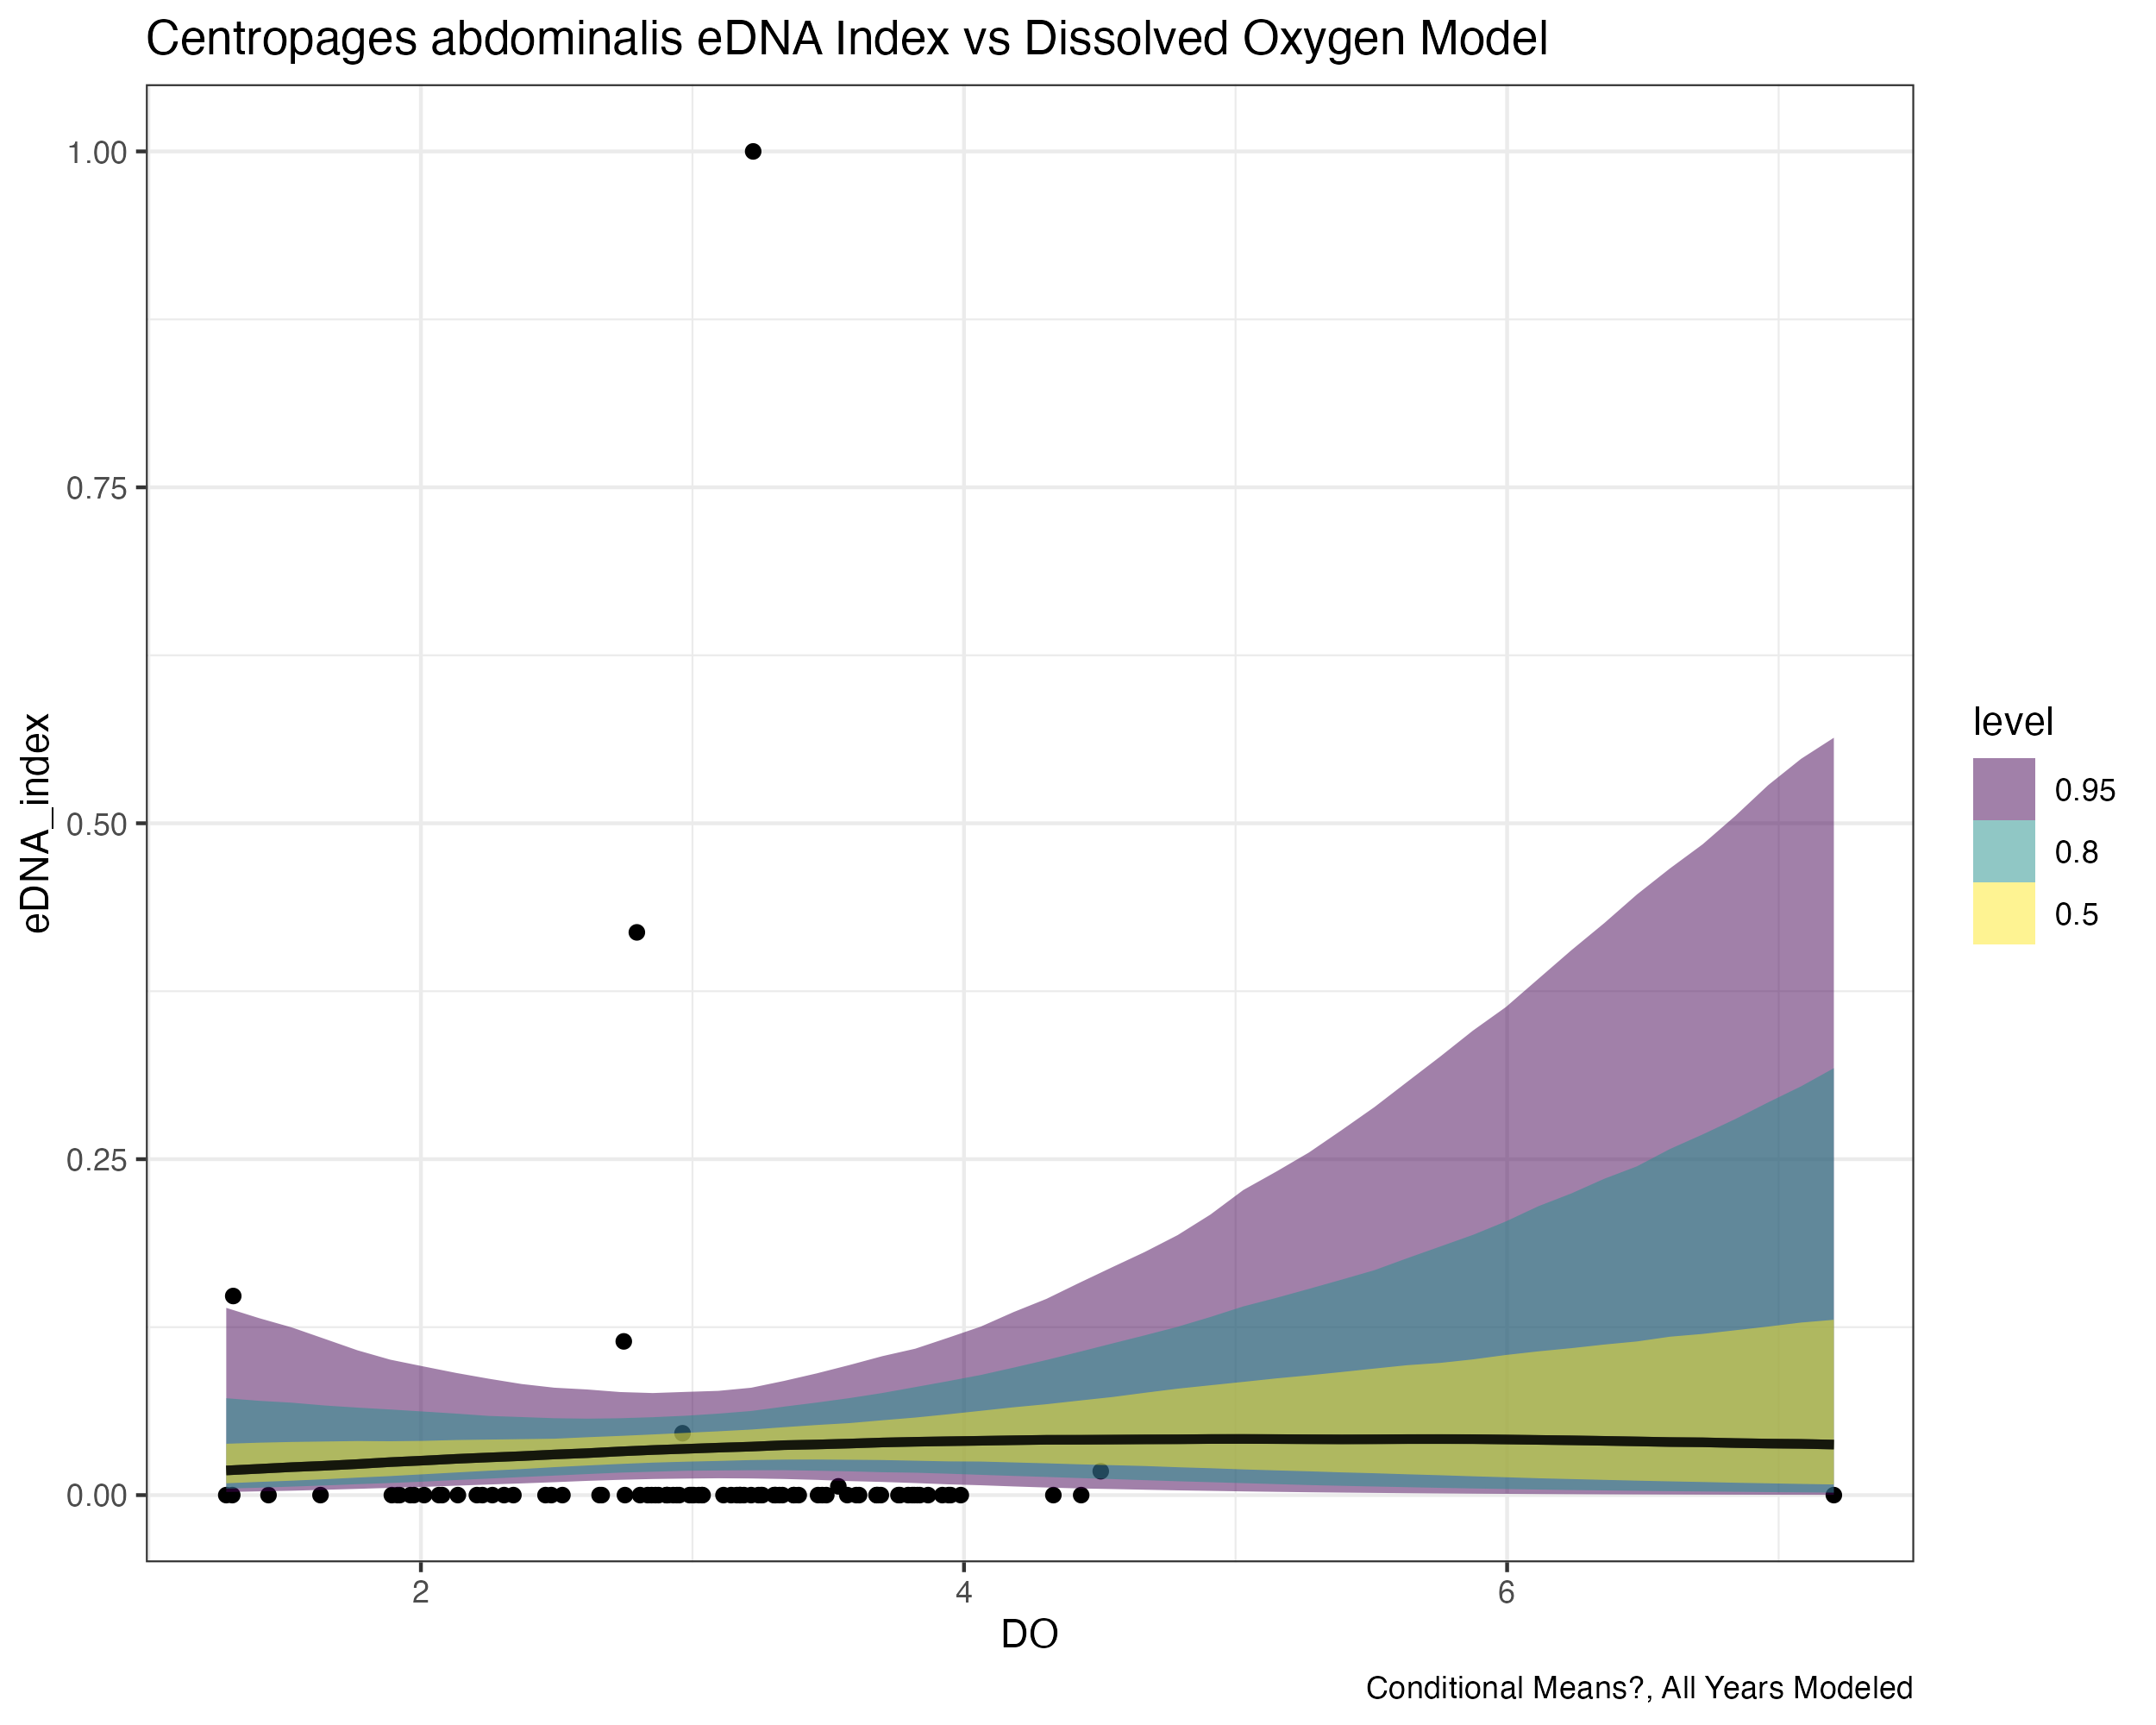 Centropages abdominalis eDNA Index vs Dissolved Oxygen Model
1.00
0.75
0.50
0.25
0.00
eDNA_index
2
4
6
DO
level
0.95
0.8
0.5
Conditional Means?, All Years Modeled